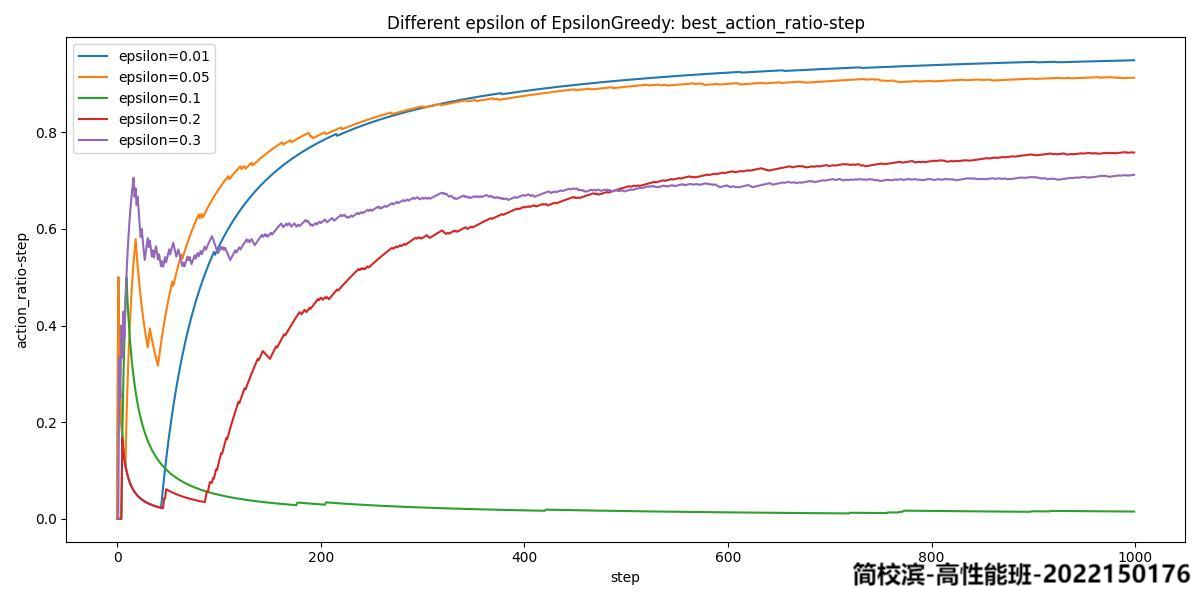 Different epsilon of EpsilonGreedy: best_action_ratio-step
epsilon=0.01
epsilon=0.05
epsilon=0.1
epsilon=0.2
epsilon=0.3
action_ratio-step
0.8
0.6
0.4
0.2
0.0
0 200 400 600 800 1000
step
简校滨-高性能班-2022150176